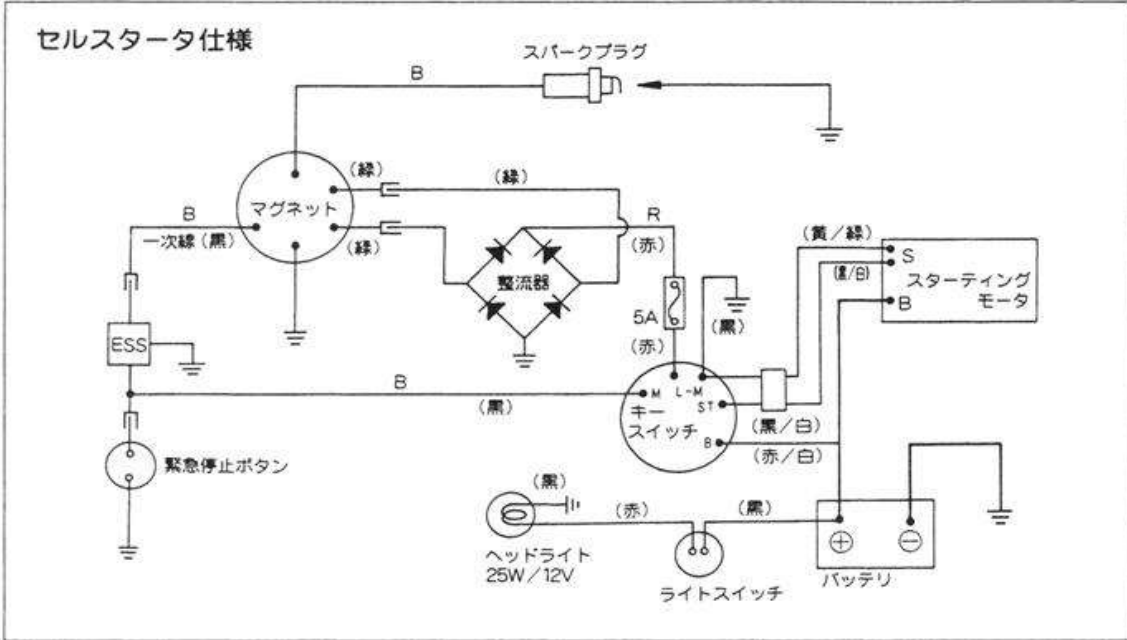 セルスタータ仕様
スパークプラグ
B
(緑)
(緑)
マグネット
B
一次線(黒)
(緑)
R
(赤)
整流器
(黄/緑)
S
スターティング
モータ
B
5A
(黒)
(赤)
ESS
B
(黒)
M
L-M
ST
キー
スイッチ
B
(黒/白)
(赤/白)
緊急停止ボタン
(黒)
(赤)
(黒)
ヘッドライト
25W/12V
ライトスイッチ
⊕
⊖
バッテリ